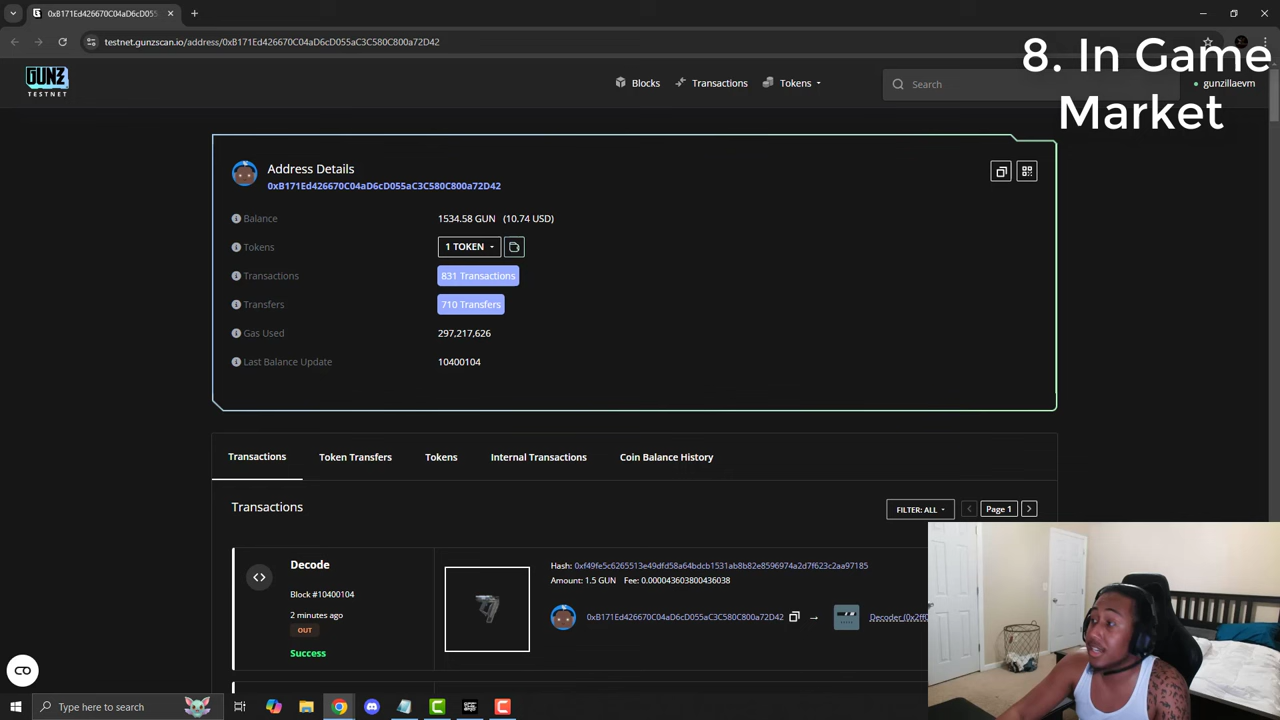 0xB171Ed426670C04aD6cD055
testnet.gunzscan.io/address/0xB171Ed426670C04aD6cD055aC3C580C800a72D42
8. In Game
Market
GUNZ
TESTNET
Blocks
Transactions
Tokens
Search
gunzillaevm
Address Details
0xB171Ed426670C04aD6cD055aC3C580C800a72D42
Balance 1534.58 GUN (10.74 USD)
Tokens 1 TOKEN
Transactions 831 Transactions
Transfers 710 Transfers
Gas Used 297,217,626
Last Balance Update 10400104
Transactions Token Transfers Tokens Internal Transactions Coin Balance History
Transactions
FILTER: ALL
Page 1
Decode
Block #10400104
2 minutes ago
OUT
Success
Hash: 0xf49fe5c6265513e49dfd58a64bdcb1531ab8b82e8596974a2d7f623c2aa97185
Amount: 1.5 GUN Fee: 0.000043603800436038
0xB171Ed426670C04aD6cD055aC3C580C800a72D42 → Decoder (0x2ff0
Type here to search